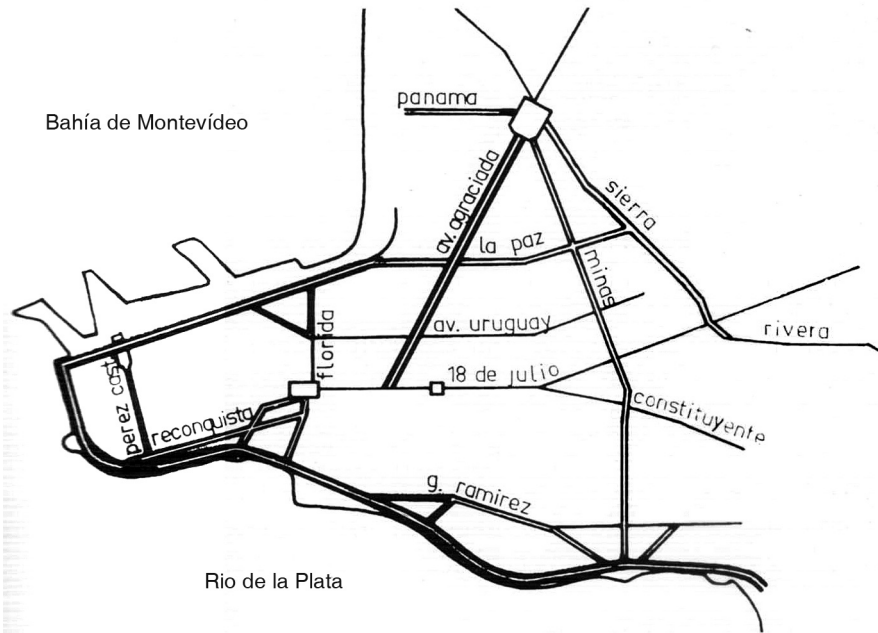 panama
Bahía de Montevídeo
sierra
av. agraciada
la paz
minas
florida
av. uruguay
rivera
18 de julio
perez
reconquista
constituyente
g. ramirez
Rio de la Plata